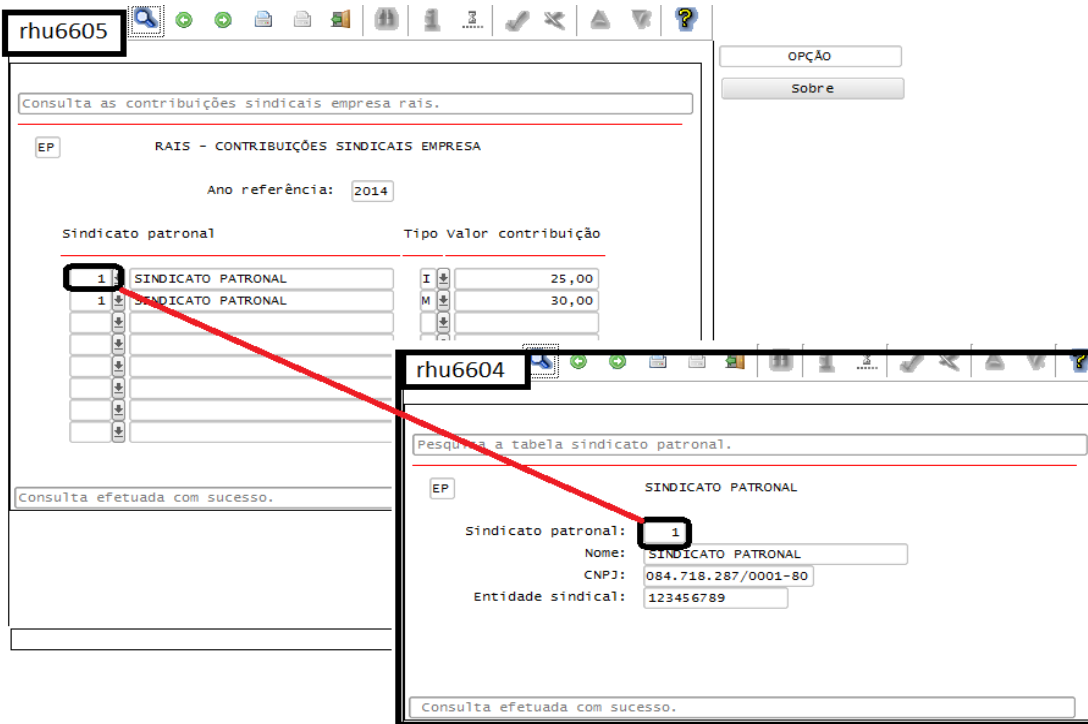 rhu6605
OPÇÃO
Sobre
Consulta as contribuições sindicais empresa rais.
EP RAIS - CONTRIBUIÇÕES SINDICAIS EMPRESA
Ano referência: 2014
Sindicato patronal Tipo Valor contribuição
1 SINDICATO PATRONAL I 25,00
1 SINDICATO PATRONAL M 30,00
Consulta efetuada com sucesso.
rhu6604
Pesquisa a tabela sindicato patronal.
EP SINDICATO PATRONAL
Sindicato patronal: 1
Nome: SINDICATO PATRONAL
CNPJ: 084.718.287/0001-80
Entidade sindical: 123456789
Consulta efetuada com sucesso.